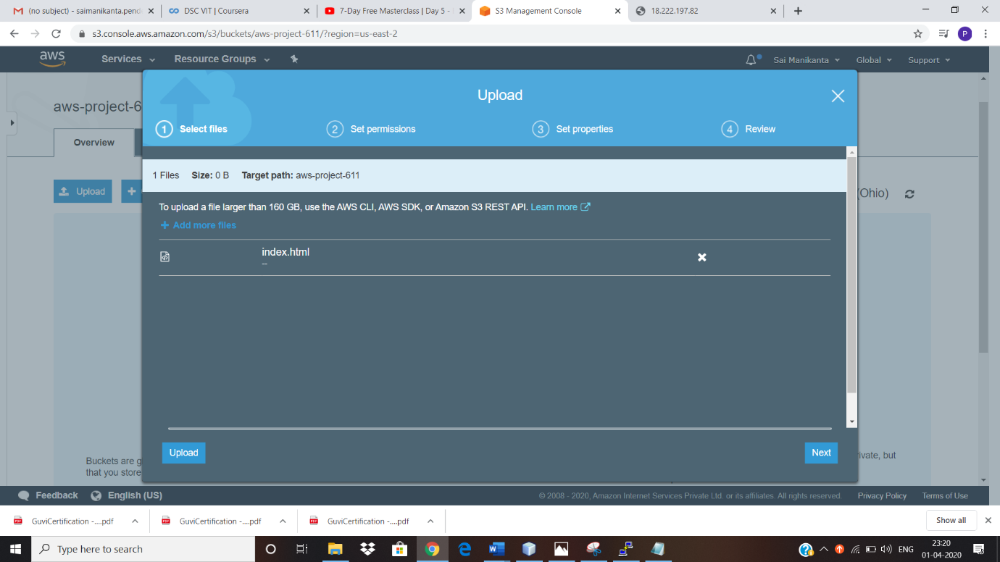 (no subject) - saimanikanta.pend
DSC VIT | Coursera
7-Day Free Masterclass | Day 5 -
S3 Management Console
18.222.197.82
s3.console.aws.amazon.com/s3/buckets/aws-project-611/?region=us-east-2
P
aws
Services
Resource Groups
Sai Manikanta
Global
Support
Upload
aws-project-6
1 Select files
2 Set permissions
3 Set properties
4 Review
Overview
1 Files Size: 0 B Target path: aws-project-611
Upload
(Ohio)
To upload a file larger than 160 GB, use the AWS CLI, AWS SDK, or Amazon S3 REST API. Learn more
+ Add more files
index.html
--
Upload
Next
Buckets are g
ivate, but
that you store
Feedback
English (US)
© 2008 - 2020, Amazon Internet Services Private Ltd. or its affiliates. All rights reserved.
Privacy Policy
Terms of Use
GuviCertification -....pdf
GuviCertification -....pdf
GuviCertification -....pdf
Show all
Type here to search
ENG
23:20
01-04-2020